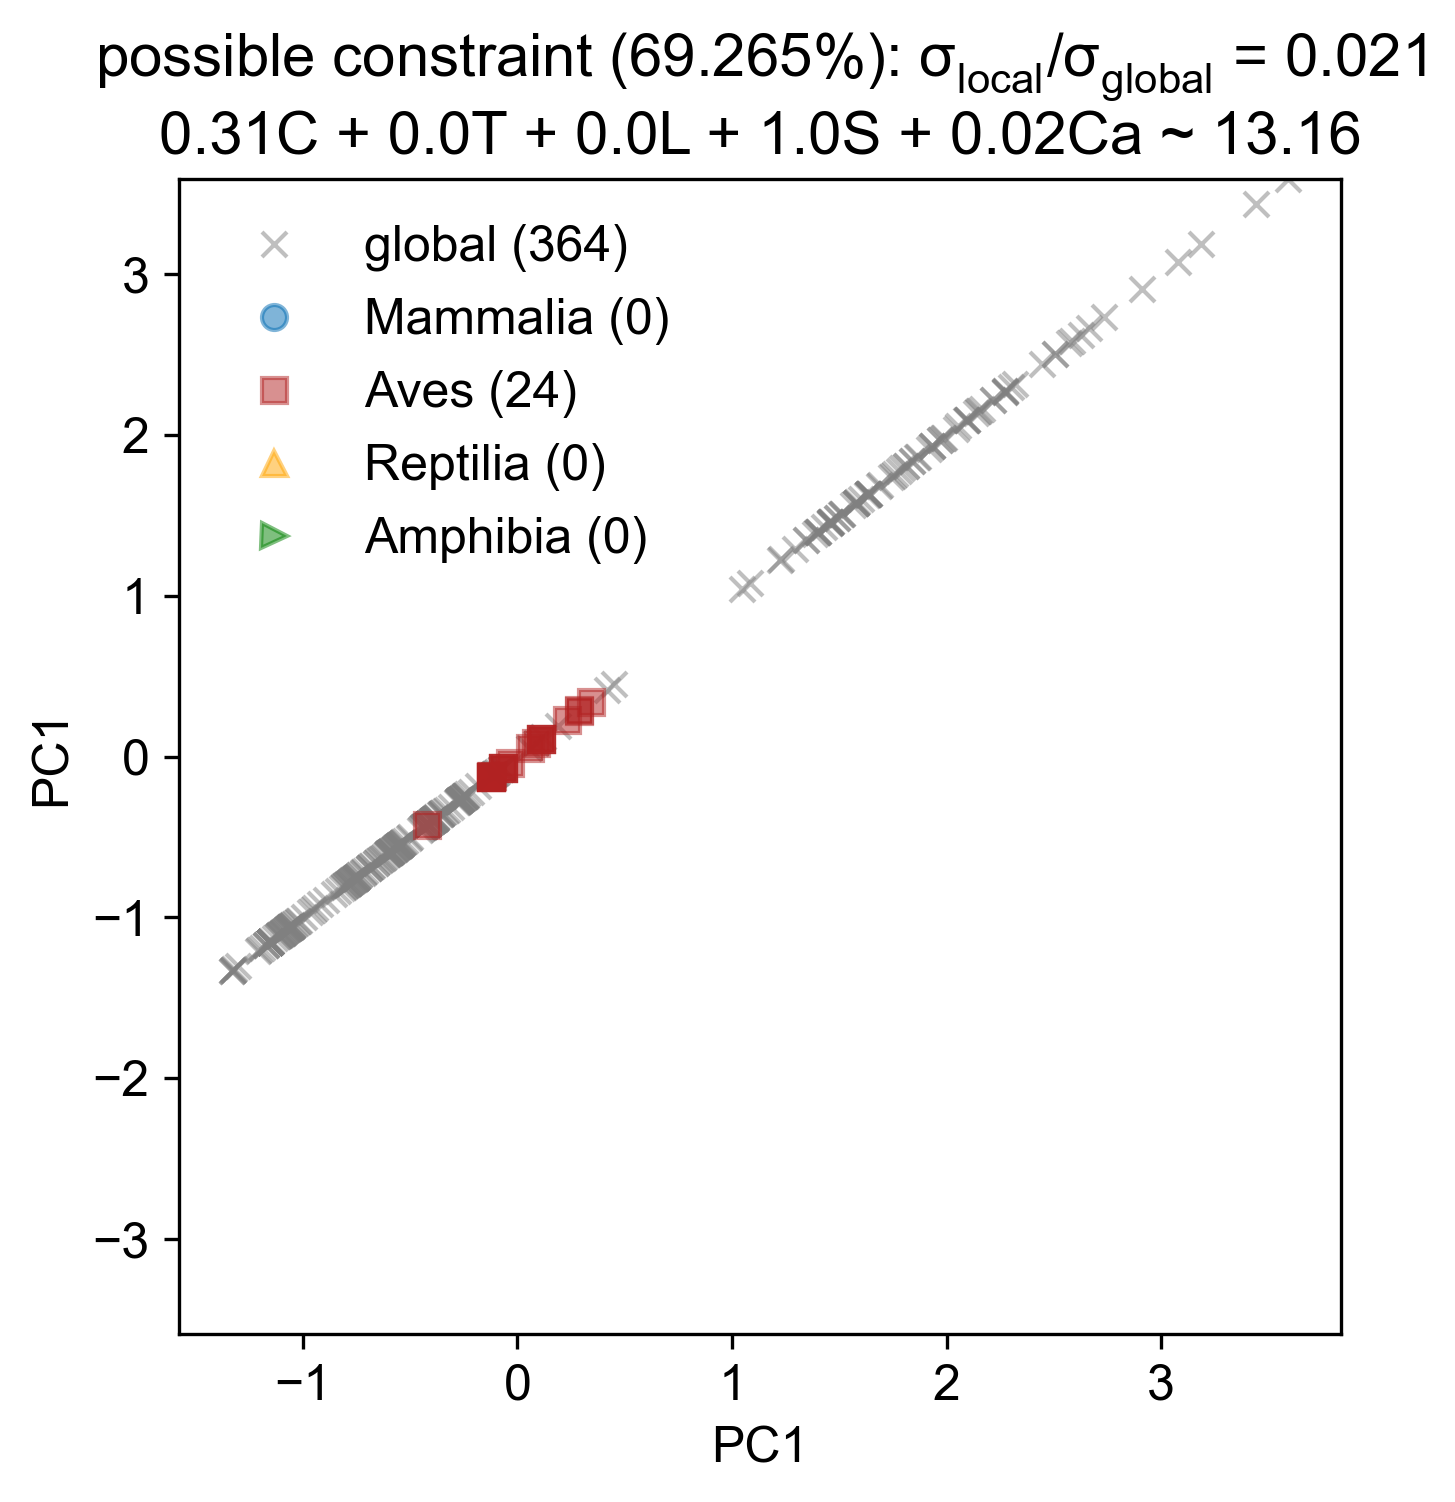 possible constraint (69.265%): σlocal/σglobal = 0.021
0.31C + 0.0T + 0.0L + 1.0S + 0.02Ca ~ 13.16
global (364)
Mammalia (0)
Aves (24)
Reptilia (0)
Amphibia (0)
3
2
1
0
−1
−2
−3
PC1
−1
0
1
2
3
PC1